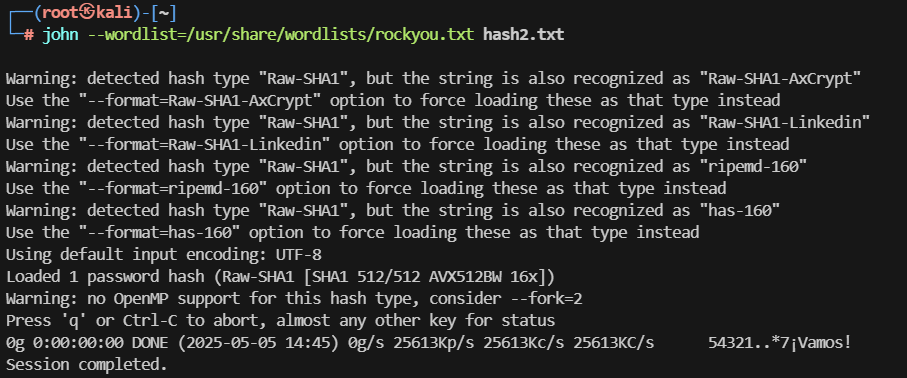 ┌──(root㉿kali)-[~]
└─# john --wordlist=/usr/share/wordlists/rockyou.txt hash2.txt
Warning: detected hash type "Raw-SHA1", but the string is also recognized as "Raw-SHA1-AxCrypt"
Use the "--format=Raw-SHA1-AxCrypt" option to force loading these as that type instead
Warning: detected hash type "Raw-SHA1", but the string is also recognized as "Raw-SHA1-Linkedin"
Use the "--format=Raw-SHA1-Linkedin" option to force loading these as that type instead
Warning: detected hash type "Raw-SHA1", but the string is also recognized as "ripemd-160"
Use the "--format=ripemd-160" option to force loading these as that type instead
Warning: detected hash type "Raw-SHA1", but the string is also recognized as "has-160"
Use the "--format=has-160" option to force loading these as that type instead
Using default input encoding: UTF-8
Loaded 1 password hash (Raw-SHA1 [SHA1 512/512 AVX512BW 16x])
Warning: no OpenMP support for this hash type, consider --fork=2
Press 'q' or Ctrl-C to abort, almost any other key for status
0g 0:00:00:00 DONE (2025-05-05 14:45) 0g/s 25613Kp/s 25613Kc/s 25613KC/s      54321..*7¡Vamos!
Session completed.